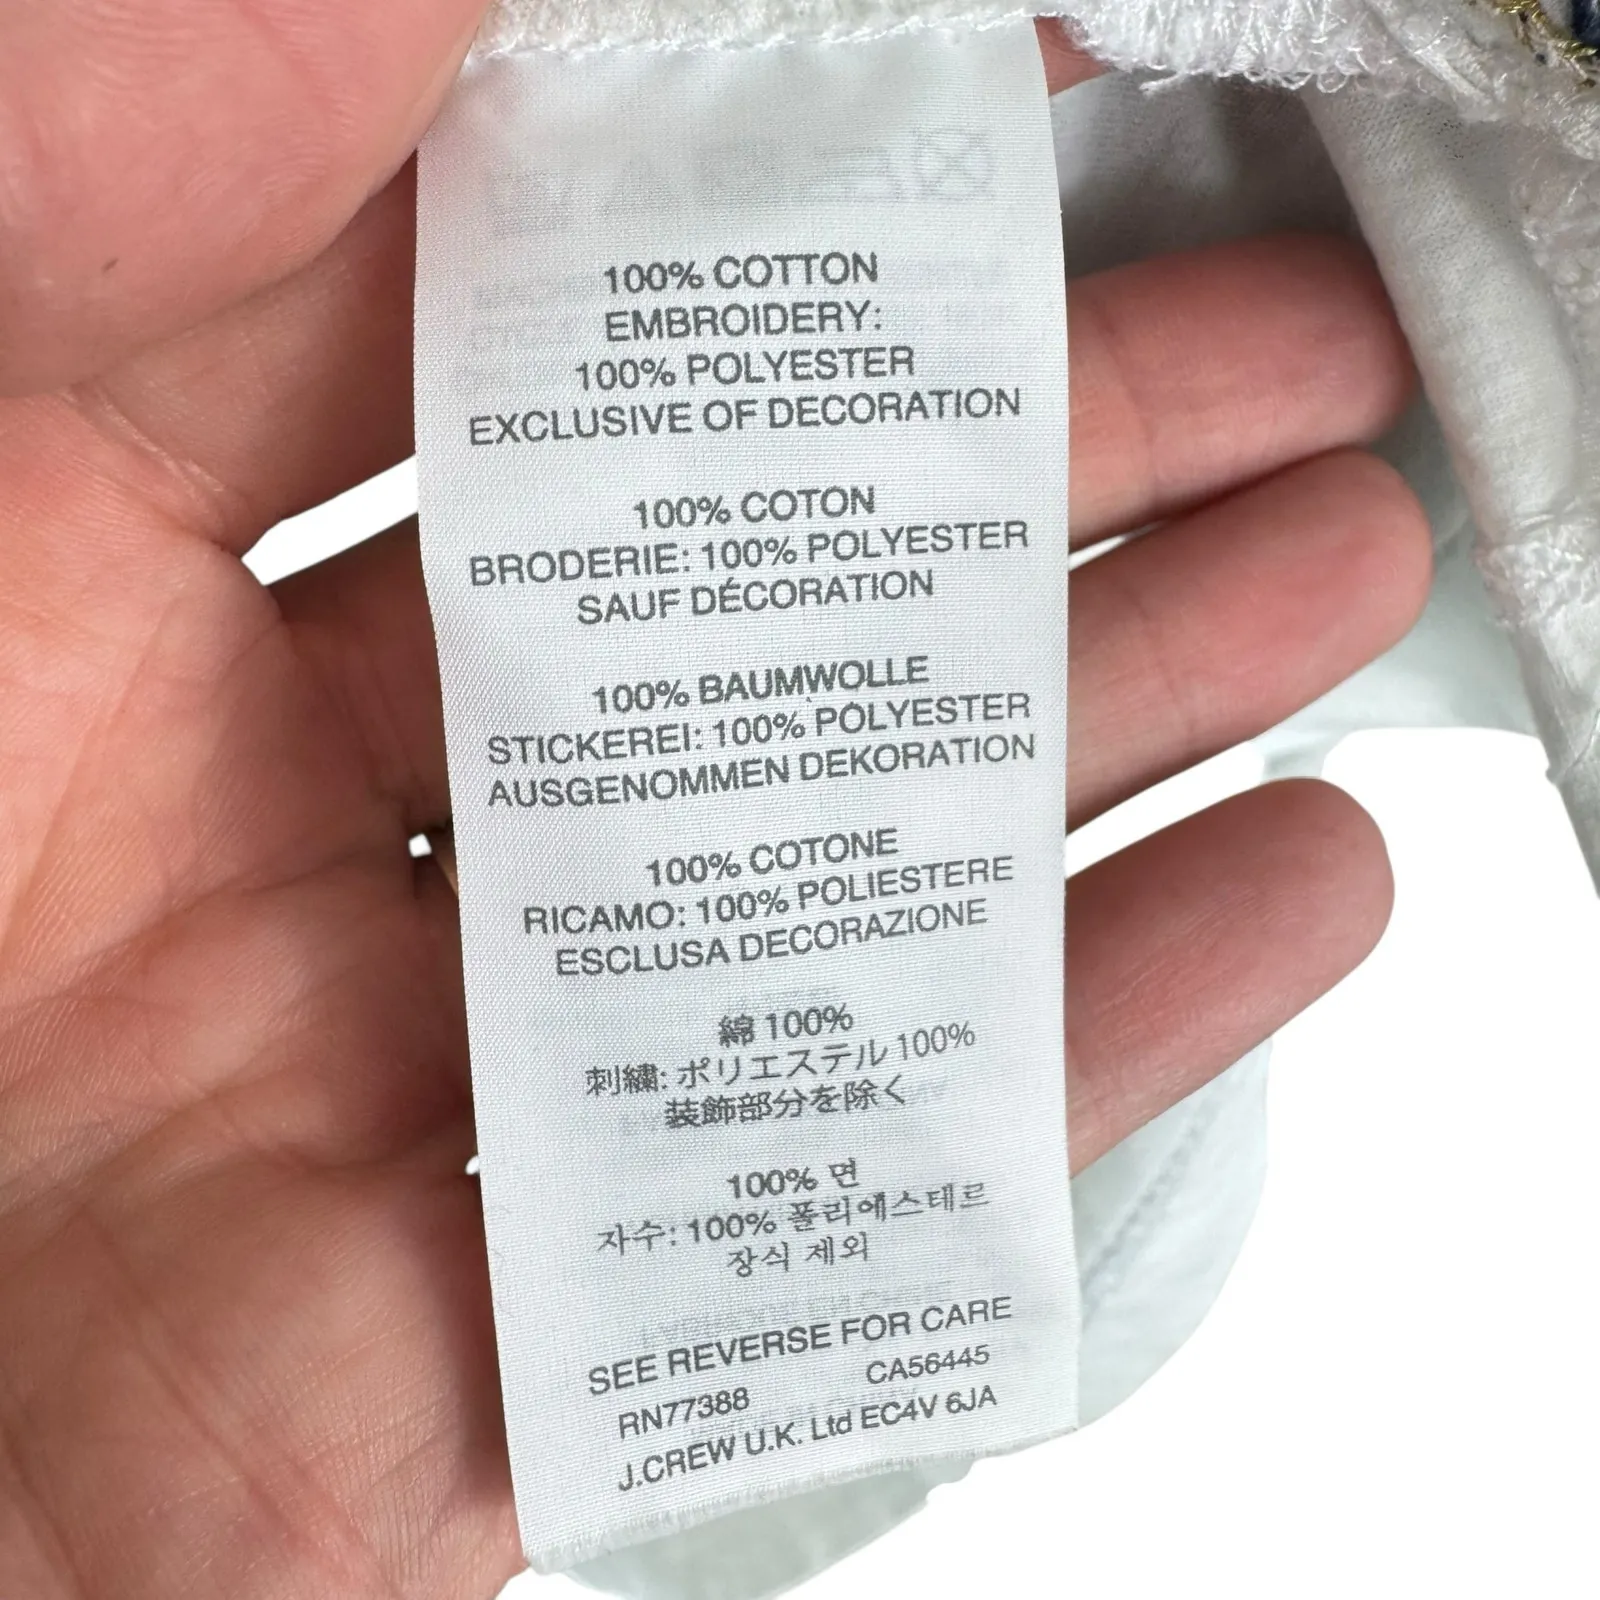 100% COTTON
EMBROIDERY:
100% POLYESTER
EXCLUSIVE OF DECORATION
100% COTON
BRODERIE: 100% POLYESTER
SAUF DÉCORATION
100% BAUMWOLLE
STICKEREI: 100% POLYESTER
AUSGENOMMEN DEKORATION
100% COTONE
RICAMO: 100% POLIESTERE
ESCLUSA DECORAZIONE
綿 100%
刺繍: ポリエステル 100%
装飾部分を除く
100% 면
자수: 100% 폴리에스테르
장식 제외
SEE REVERSE FOR CARE
RN77388 CA56445
J.CREW U.K. Ltd EC4V 6JA